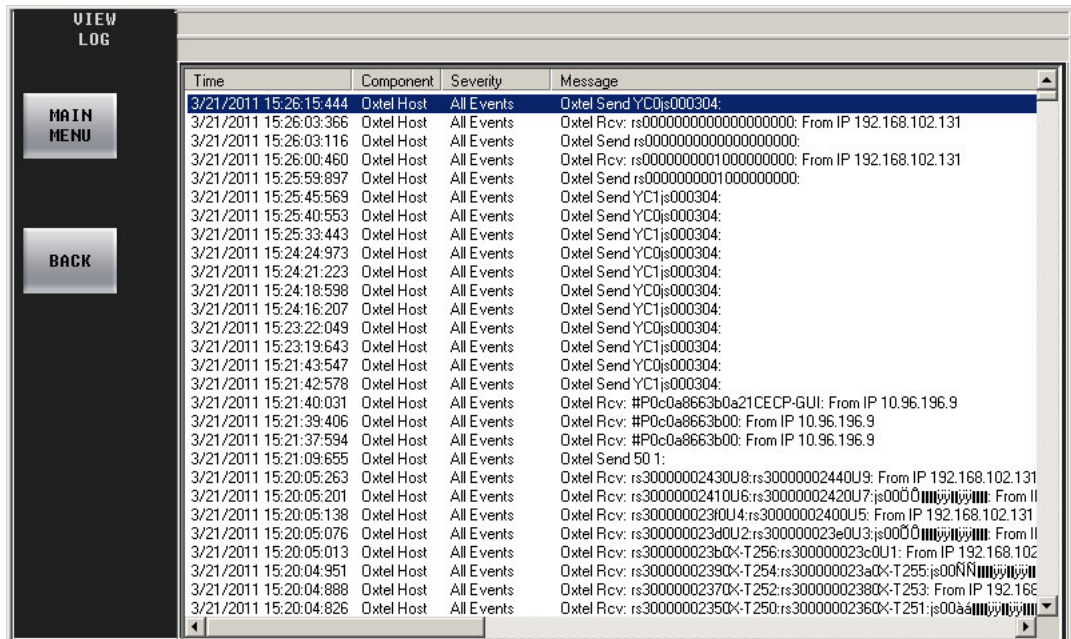 VIEW
LOG
MAIN
MENU
BACK
Time Component Severity Message
3/21/2011 15:26:15:444 Oxtel Host All Events Oxtel Send YC0js000304:
3/21/2011 15:26:03:366 Oxtel Host All Events Oxtel Rcv: rs0000000000000000000: From IP 192.168.102.131
3/21/2011 15:26:03:116 Oxtel Host All Events Oxtel Send rs0000000000000000000:
3/21/2011 15:26:00:460 Oxtel Host All Events Oxtel Rcv: rs0000000001000000000: From IP 192.168.102.131
3/21/2011 15:25:59:897 Oxtel Host All Events Oxtel Send rs0000000001000000000:
3/21/2011 15:25:45:569 Oxtel Host All Events Oxtel Send YC1js000304:
3/21/2011 15:25:40:553 Oxtel Host All Events Oxtel Send YC0js000304:
3/21/2011 15:25:33:443 Oxtel Host All Events Oxtel Send YC1js000304:
3/21/2011 15:24:24:973 Oxtel Host All Events Oxtel Send YC0js000304:
3/21/2011 15:24:21:223 Oxtel Host All Events Oxtel Send YC1js000304:
3/21/2011 15:24:18:598 Oxtel Host All Events Oxtel Send YC0js000304:
3/21/2011 15:24:16:207 Oxtel Host All Events Oxtel Send YC1js000304:
3/21/2011 15:23:22:049 Oxtel Host All Events Oxtel Send YC0js000304:
3/21/2011 15:23:19:643 Oxtel Host All Events Oxtel Send YC1js000304:
3/21/2011 15:21:43:547 Oxtel Host All Events Oxtel Send YC0js000304:
3/21/2011 15:21:42:578 Oxtel Host All Events Oxtel Send YC1js000304:
3/21/2011 15:21:40:031 Oxtel Host All Events Oxtel Rcv: #P0c0a8663b0a21CECP-GUI: From IP 10.96.196.9
3/21/2011 15:21:39:406 Oxtel Host All Events Oxtel Rcv: #P0c0a8663b00: From IP 10.96.196.9
3/21/2011 15:21:37:594 Oxtel Host All Events Oxtel Rcv: #P0c0a8663b00: From IP 10.96.196.9
3/21/2011 15:21:09:655 Oxtel Host All Events Oxtel Send 50 1:
3/21/2011 15:20:05:263 Oxtel Host All Events Oxtel Rcv: rs30000002430U8:rs30000002440U9: From IP 192.168.102.131
3/21/2011 15:20:05:201 Oxtel Host All Events Oxtel Rcv: rs30000002410U6:rs30000002420U7: From
3/21/2011 15:20:05:138 Oxtel Host All Events Oxtel Rcv: rs300000023f0U4:rs30000002400U5: From IP 192.168.102.131
3/21/2011 15:20:05:076 Oxtel Host All Events Oxtel Rcv: rs300000023d0U2:rs300000023e0U3: From
3/21/2011 15:20:05:013 Oxtel Host All Events Oxtel Rcv: rs300000023b0X-T256:rs300000023c0U1: From IP 192.168.102
3/21/2011 15:20:04:951 Oxtel Host All Events Oxtel Rcv: rs30000002390X-T254:rs300000023a0X-T255:
3/21/2011 15:20:04:888 Oxtel Host All Events Oxtel Rcv: rs30000002370X-T252:rs30000002380X-T253: From IP 192.168
3/21/2011 15:20:04:826 Oxtel Host All Events Oxtel Rcv: rs30000002350X-T250:rs30000002360X-T251: